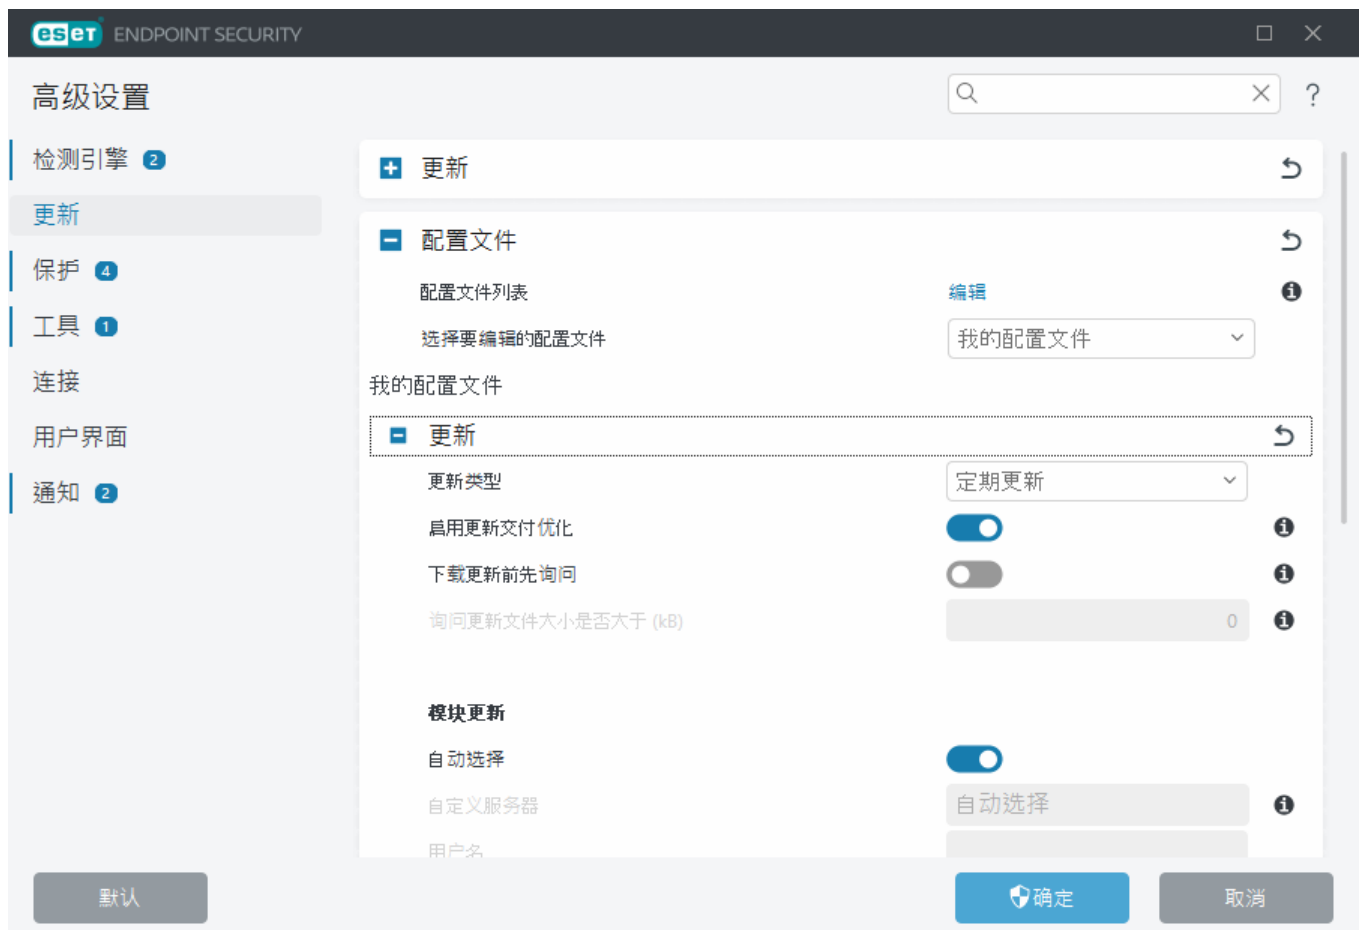 eset ENDPOINT SECURITY
高级设置
?
检测引擎 2
更新
保护 4
工具 1
连接
用户界面
通知 2
更新
配置文件
配置文件列表 编辑
选择要编辑的配置文件 我的配置文件
我的配置文件
更新
更新类型 定期更新
启用更新交付优化
下载更新前先询问
询问更新文件大小是否大于 (kB) 0
模块更新
自动选择
自定义服务器 自动选择
用户名
默认 确定 取消